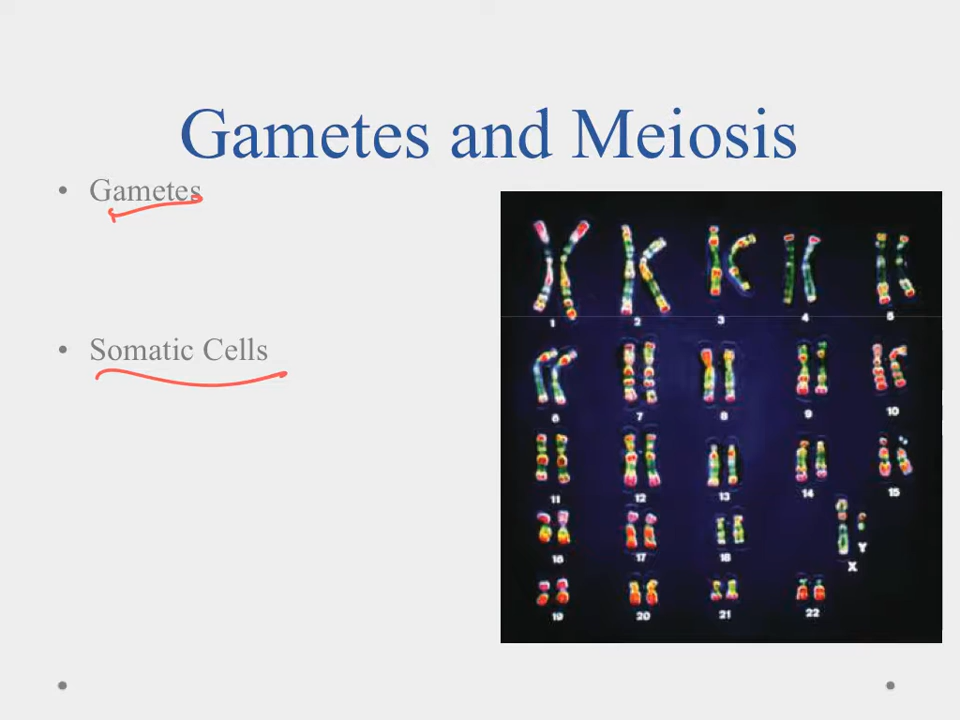 Gametes and Meiosis
• Gametes
• Somatic Cells
1 2 3 4 5
6 7 8 9 10
11 12 13 14 15
16 17 18 X Y
19 20 21 22